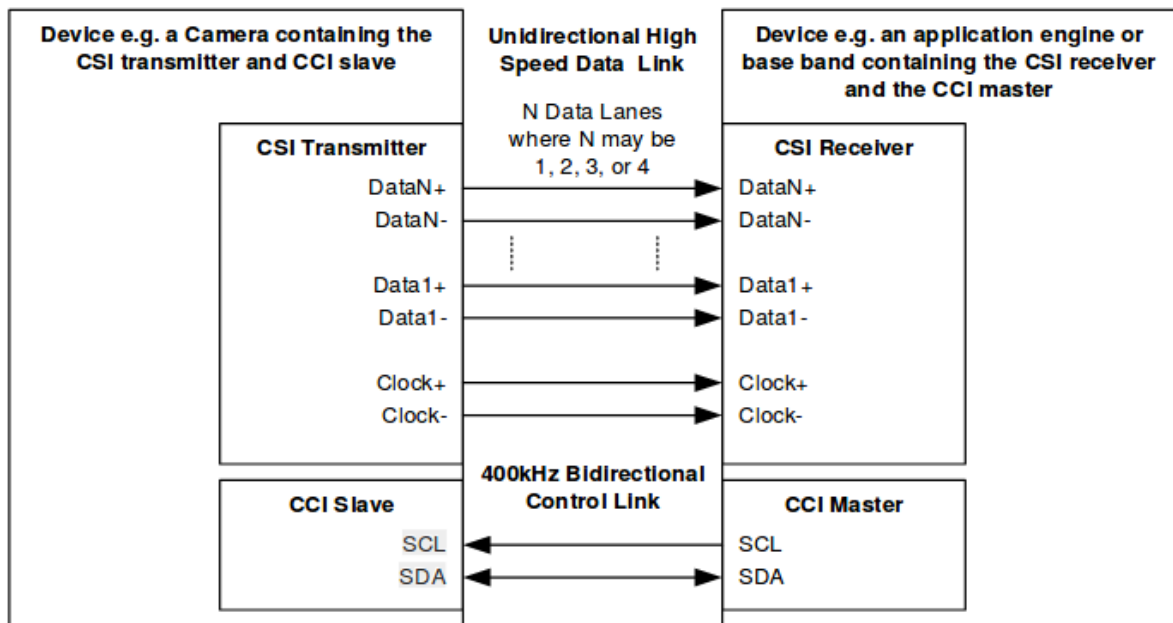 Device e.g. a Camera containing the
CSI transmitter and CCI slave
Unidirectional High
Speed Data Link
Device e.g. an application engine or
base band containing the CSI receiver
and the CCI master
N Data Lanes
where N may be
1, 2, 3, or 4
CSI Transmitter
DataN+
DataN-
Data1+
Data1-
Clock+
Clock-
CSI Receiver
DataN+
DataN-
Data1+
Data1-
Clock+
Clock-
400kHz Bidirectional
Control Link
CCI Slave
SCL
SDA
CCI Master
SCL
SDA